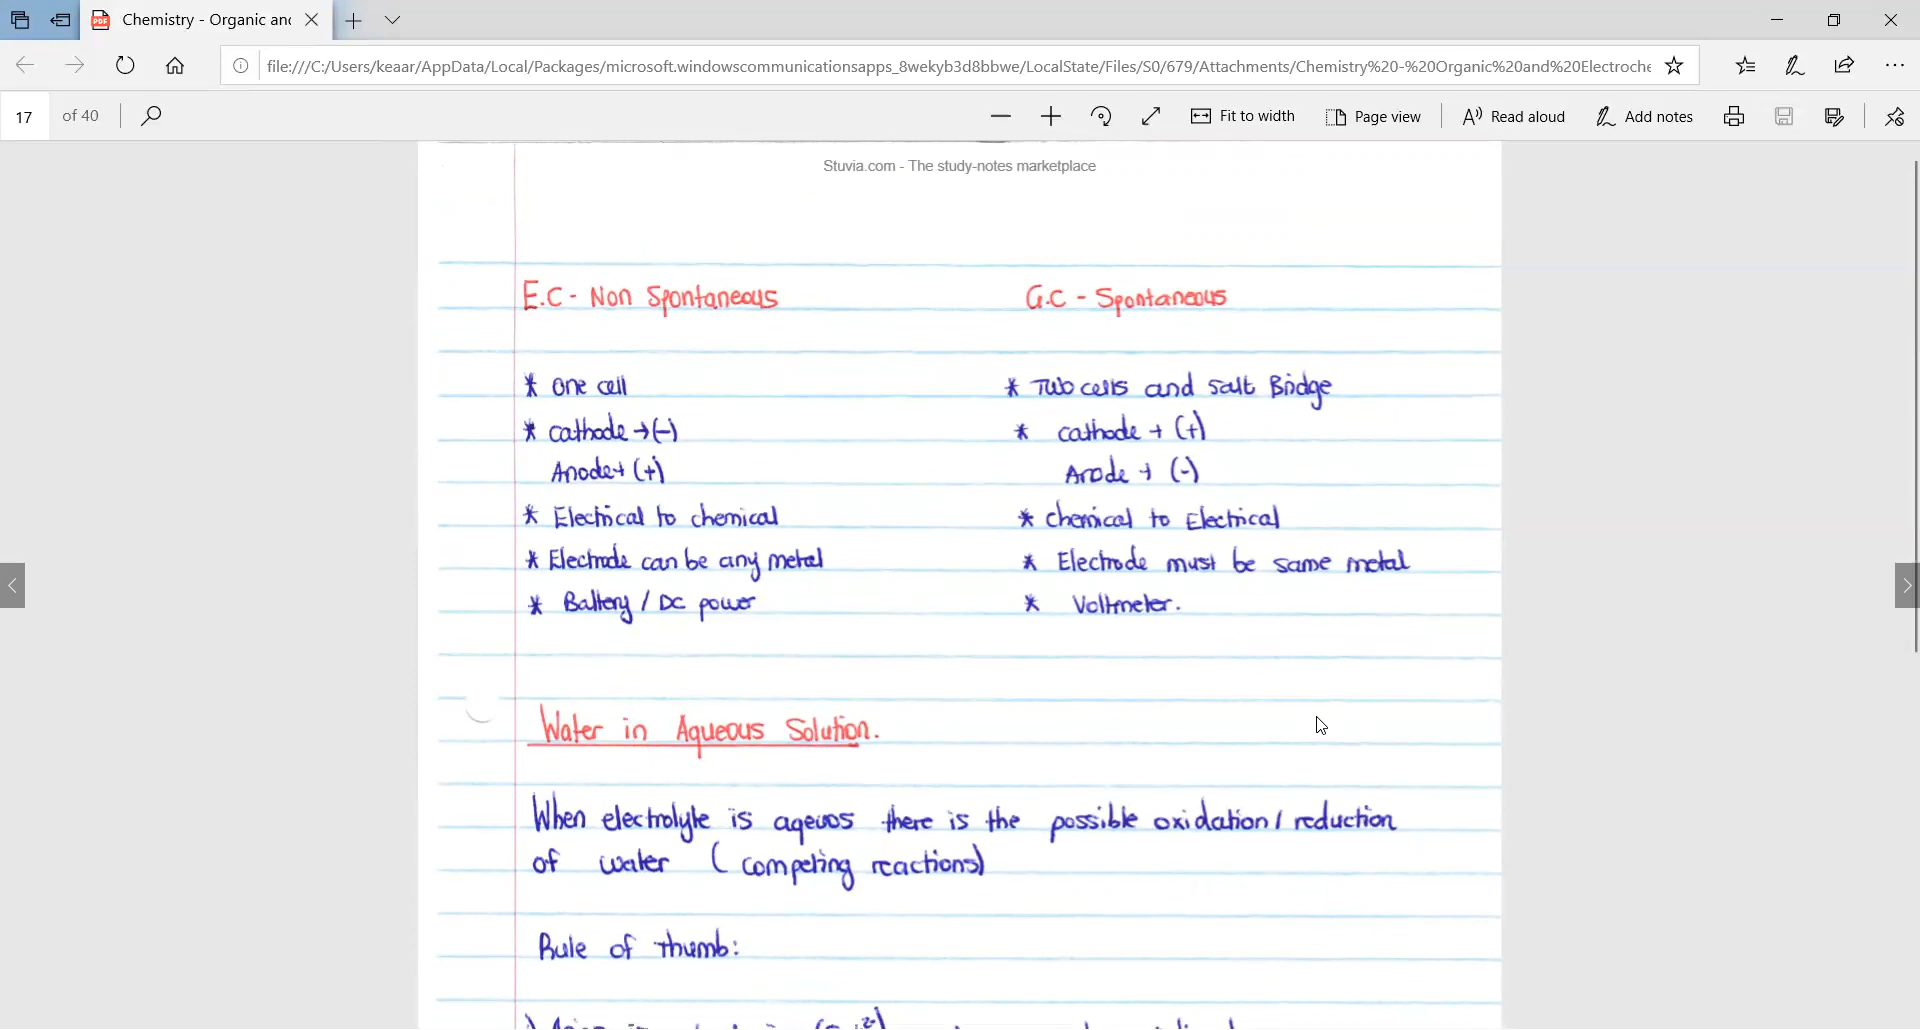 Chemistry - Organic and
file:///C:/Users/keaar/AppData/Local/Packages/microsoft.windowscommunicationsapps_8wekyb3d8bbwe/LocalState/Files/S0/679/Attachments/Chemistry%20-%20Organic%20and%20Electroche
17 of 40 Fit to width Page view Read aloud Add notes
Stuvia.com - The study-notes marketplace
E.C - Non Spontaneous
G.C - Spontaneous
* One cell
* Two cells and Salt Bridge
* cathode → (-)
* cathode → (+)
Anode → (+)
Anode → (-)
* Electrical to chemical
* chemical to Electrical
* Electrode can be any metal
* Electrode must be same metal
* Battery / DC power
* Voltmeter.
Water in Aqueous Solution.
When electrolyte is aqeuos there is the possible oxidation / reduction
of water (competing reactions)
Rule of thumb: